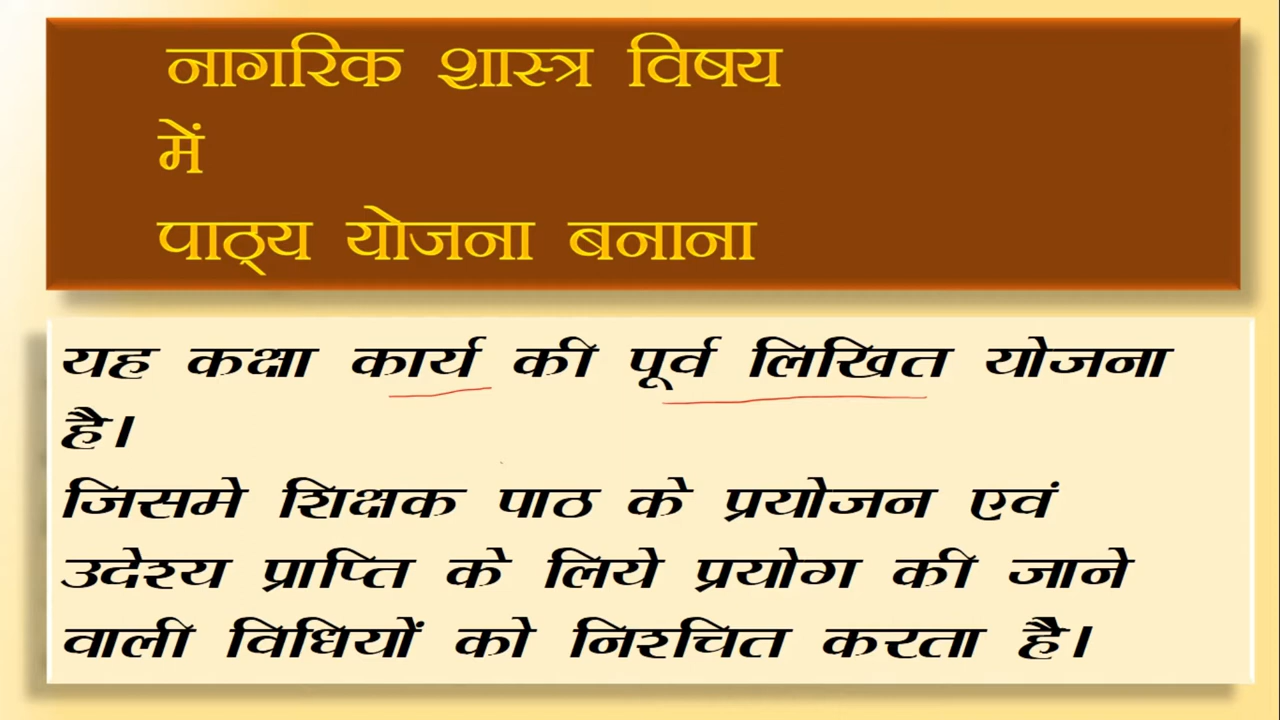 नागरिक शास्त्र विषय
में
पाठ्य योजना बनाना
यह कक्षा कार्य की पूर्व लिखित योजना
है।
जिसमे शिक्षक पाठ के प्रयोजन एवं
उदेश्य प्राप्ति के लिये प्रयोग की जाने
वाली विधियों को निश्चित करता है।